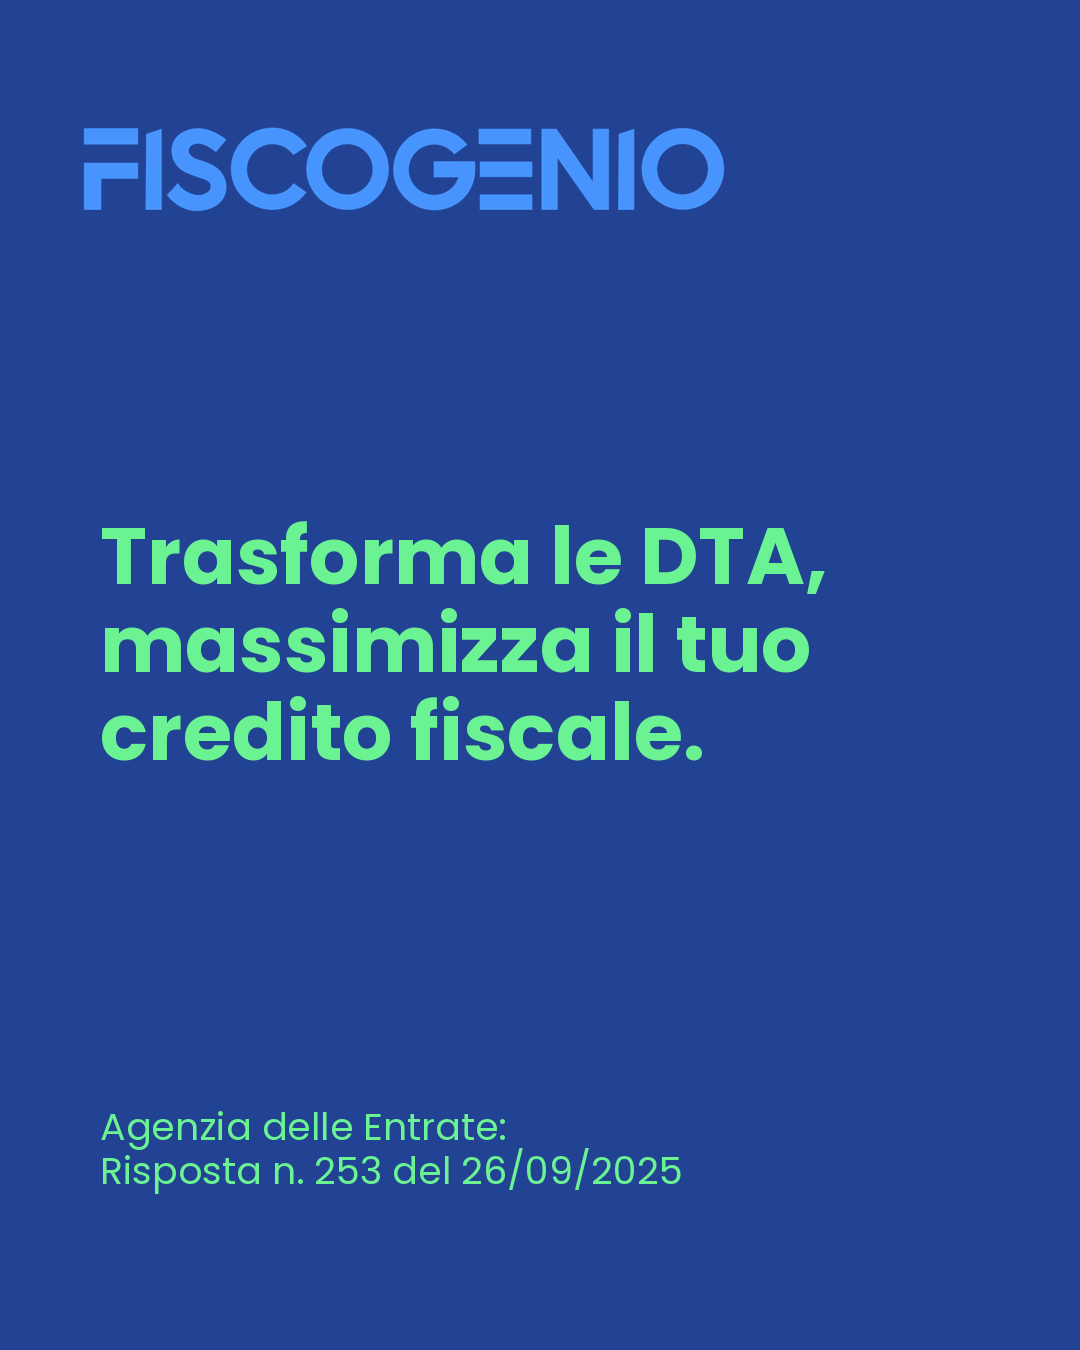 FISCOGENIO
Trasforma le DTA,
massimizza il tuo
credito fiscale.
Agenzia delle Entrate:
Risposta n. 253 del 26/09/2025